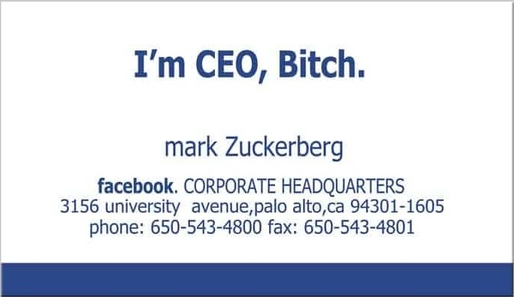 I'm CEO, Bitch.
mark Zuckerberg
facebook. CORPORATE HEADQUARTERS
3156 university avenue,palo alto,ca 94301-1605
phone: 650-543-4800 fax: 650-543-4801